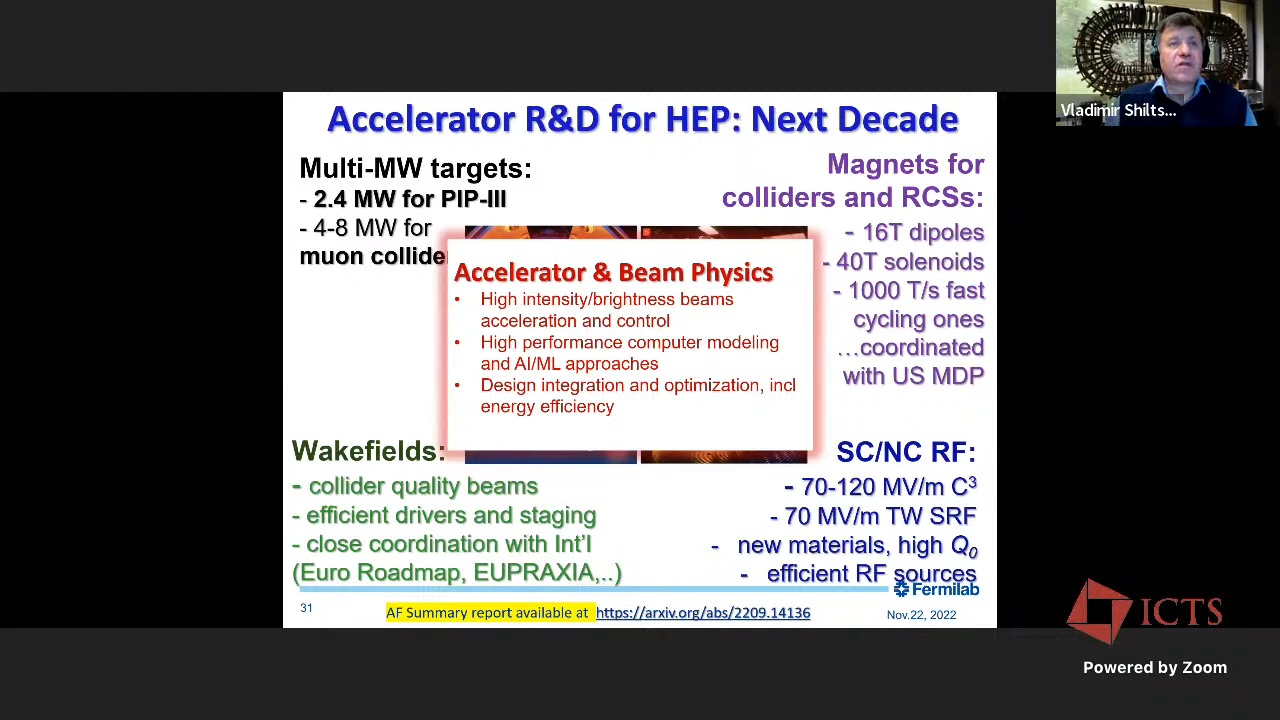 Vladimir Shilts...
Accelerator R&D for HEP: Next Decade
Multi-MW targets:
- 2.4 MW for PIP-III
- 4-8 MW for
muon collide
Magnets for
colliders and RCSs:
- 16T dipoles
- 40T solenoids
- 1000 T/s fast
cycling ones
…coordinated
with US MDP
Accelerator & Beam Physics
• High intensity/brightness beams
acceleration and control
• High performance computer modeling
and AI/ML approaches
• Design integration and optimization, incl
energy efficiency
Wakefields:
- collider quality beams
- efficient drivers and staging
- close coordination with Int'l
(Euro Roadmap, EUPRAXIA,..)
SC/NC RF:
- 70-120 MV/m C³
- 70 MV/m TW SRF
- new materials, high Q₀
- efficient RF sources
Fermilab
31
AF Summary report available at https://arxiv.org/abs/2209.14136
Nov.22, 2022
ICTS
Powered by Zoom